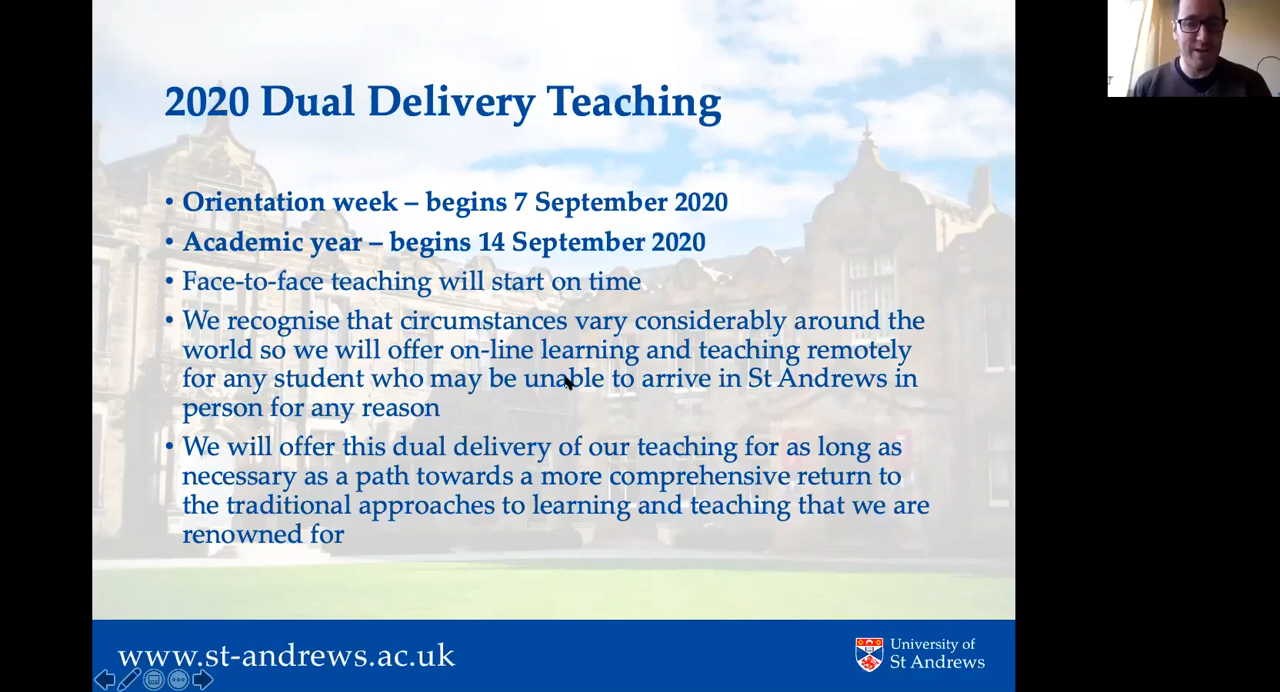 2020 Dual Delivery Teaching
• Orientation week – begins 7 September 2020
• Academic year – begins 14 September 2020
• Face-to-face teaching will start on time
• We recognise that circumstances vary considerably around the
world so we will offer on-line learning and teaching remotely
for any student who may be unable to arrive in St Andrews in
person for any reason
• We will offer this dual delivery of our teaching for as long as
necessary as a path towards a more comprehensive return to
the traditional approaches to learning and teaching that we are
renowned for
www.st-andrews.ac.uk
University of
St Andrews